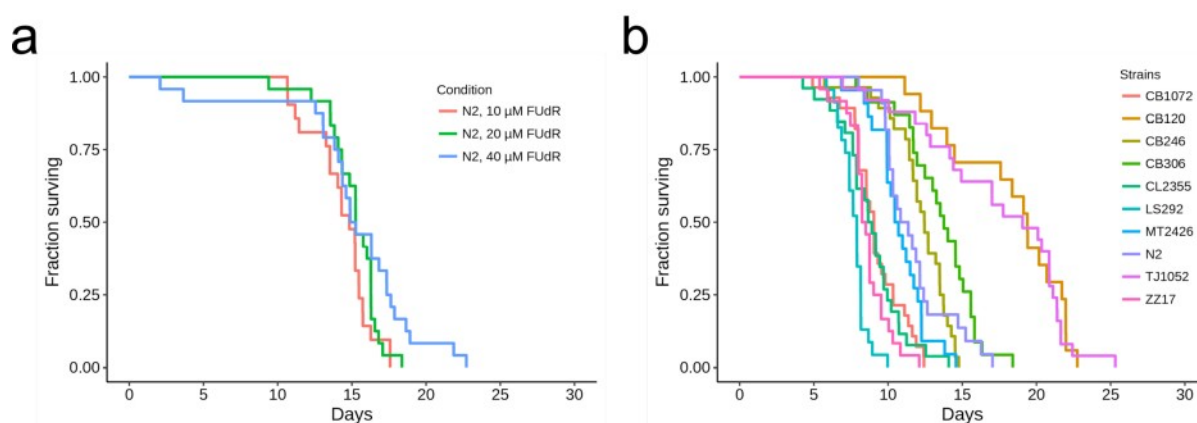 a
1.00
0.75
0.50
0.25
0.00
Fraction surving
0 5 10 15 20 25 30
Days
Condition
N2, 10 µM FUdR
N2, 20 µM FUdR
N2, 40 µM FUdR
b
1.00
0.75
0.50
0.25
0.00
Fraction surving
0 5 10 15 20 25 30
Days
Strains
CB1072
CB120
CB246
CB306
CL2355
LS292
MT2426
N2
TJ1052
ZZ17